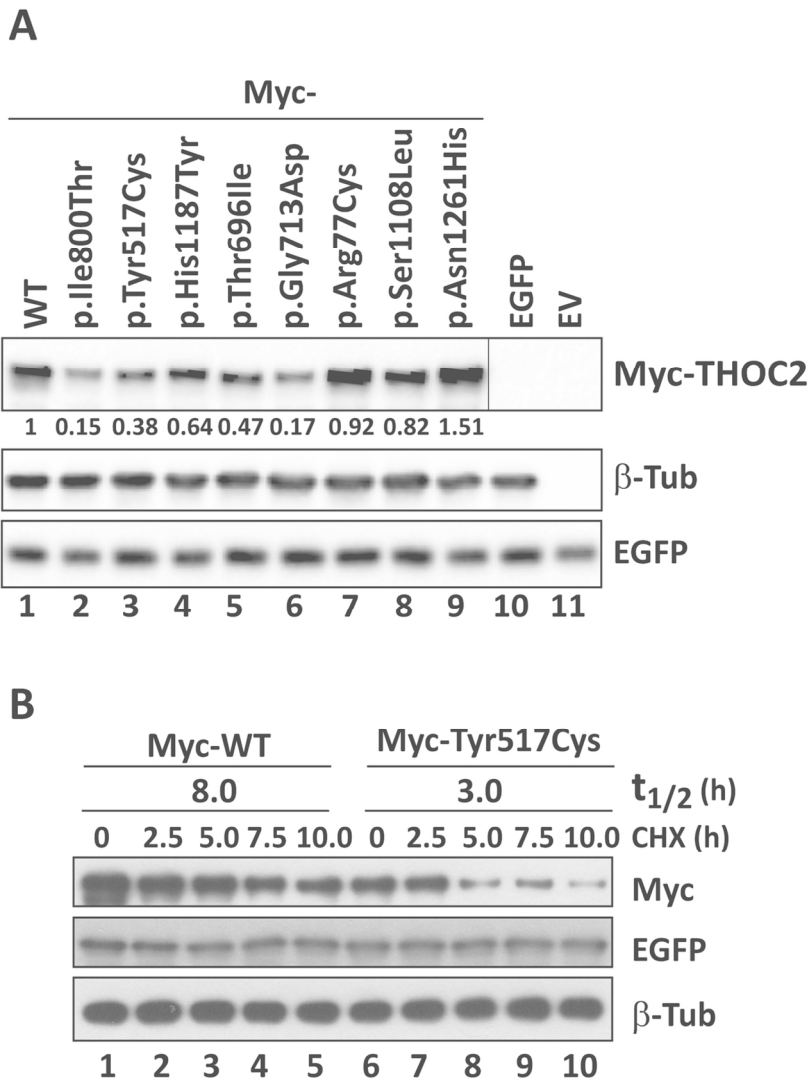 A
Myc-
WT p.Ile800Thr p.Tyr517Cys p.His1187Tyr p.Thr696Ile p.Gly713Asp p.Arg77Cys p.Ser1108Leu p.Asn1261His EGFP EV
Myc-THOC2
1 0.15 0.38 0.64 0.47 0.17 0.92 0.82 1.51
β-Tub
EGFP
1 2 3 4 5 6 7 8 9 10 11
B
Myc-WT Myc-Tyr517Cys
8.0 3.0 t1/2 (h)
0 2.5 5.0 7.5 10.0 0 2.5 5.0 7.5 10.0 CHX (h)
Myc
EGFP
β-Tub
1 2 3 4 5 6 7 8 9 10